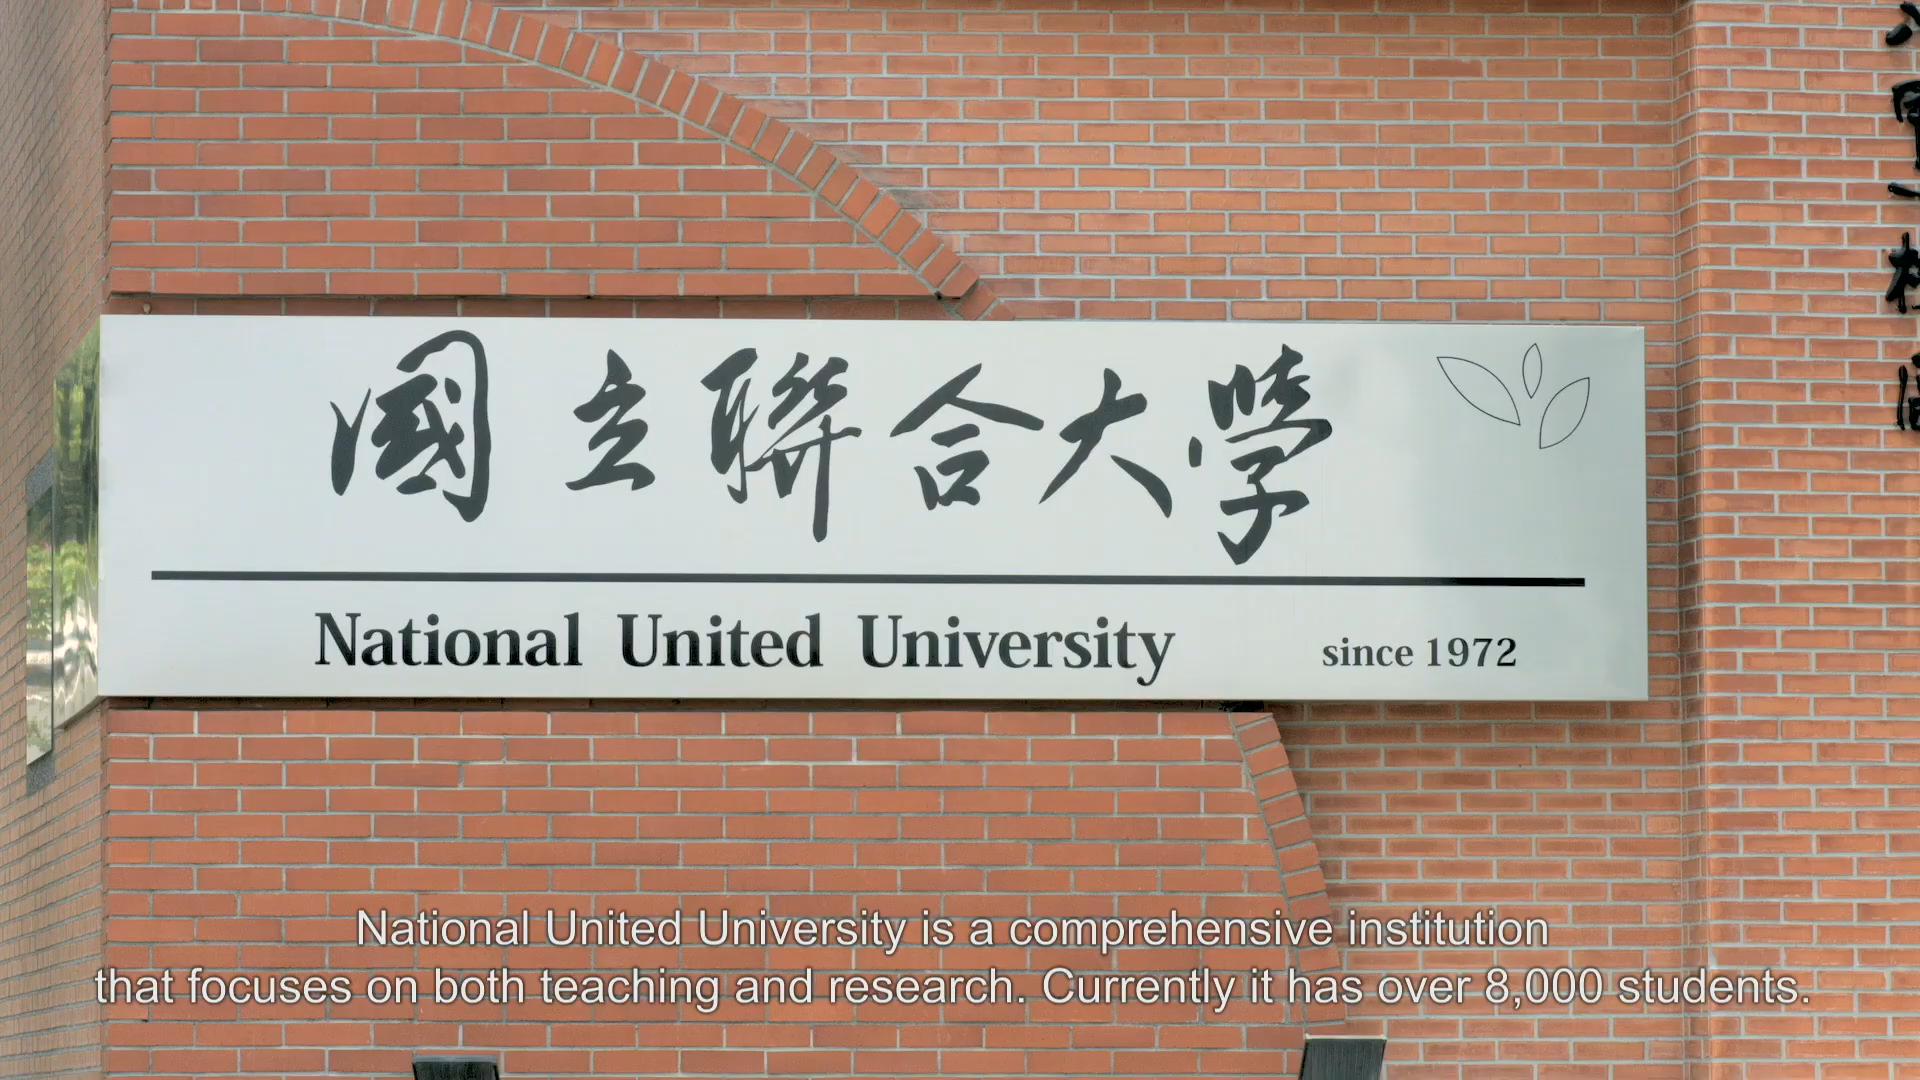 國立聯合大學
National United University
since 1972
National United University is a comprehensive institution
that focuses on both teaching and research. Currently it has over 8,000 students.